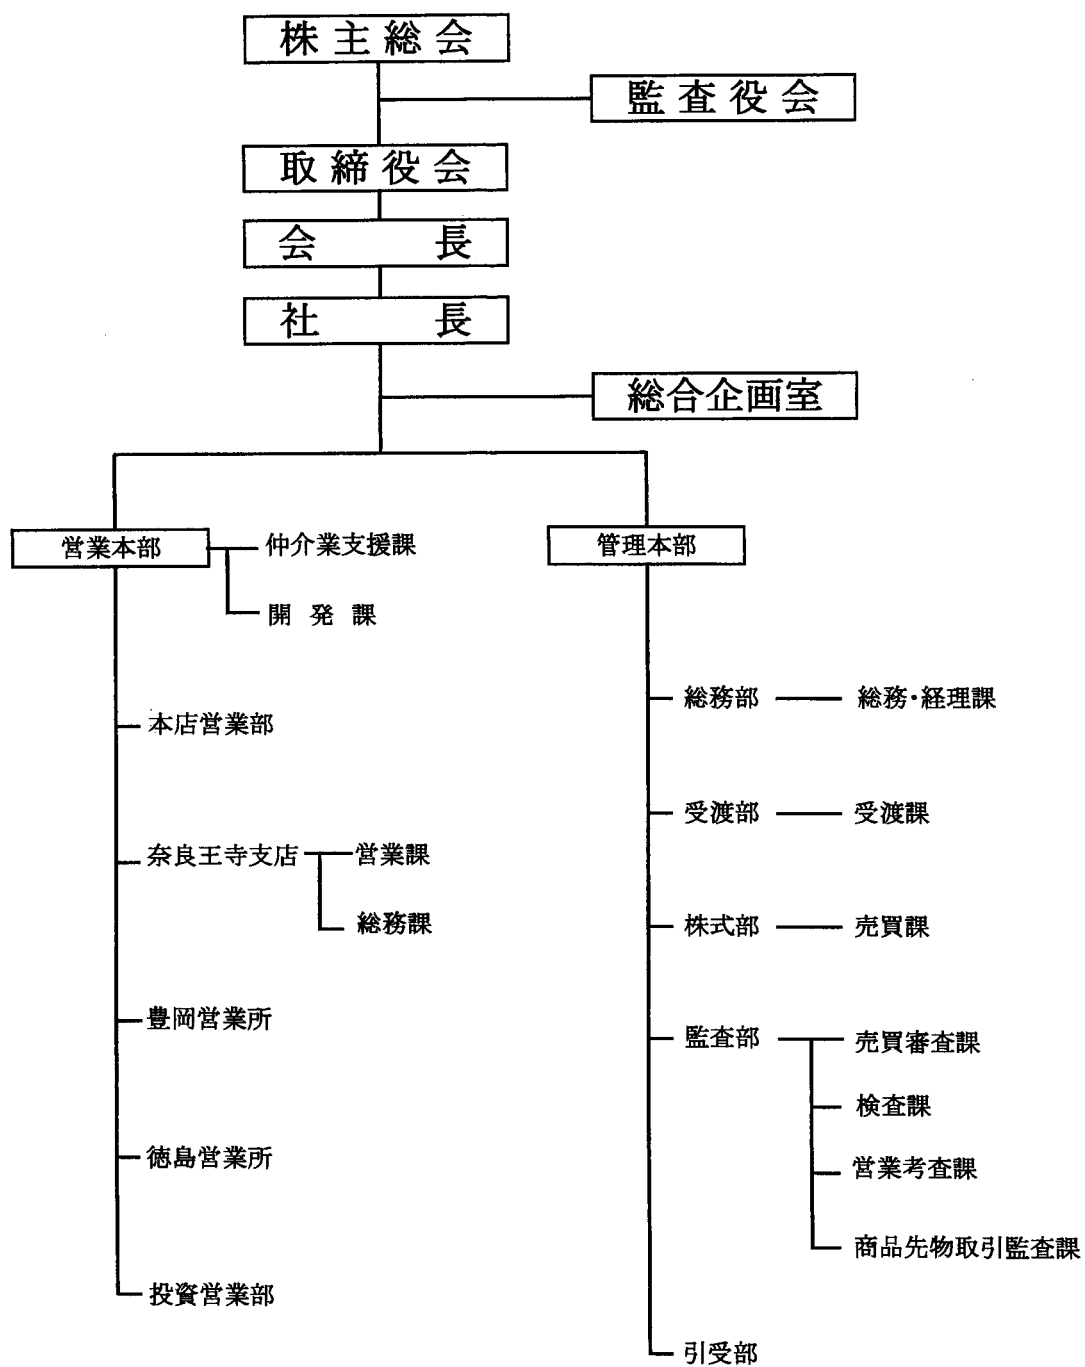 株主総会
監査役会
取締役会
会長
社長
総合企画室
営業本部
仲介業支援課
開発課
本店営業部
奈良王寺支店
営業課
総務課
豊岡営業所
徳島営業所
投資営業部
管理本部
総務部
総務・経理課
受渡部
受渡課
株式部
売買課
監査部
売買審査課
検査課
営業考査課
商品先物取引監査課
引受部